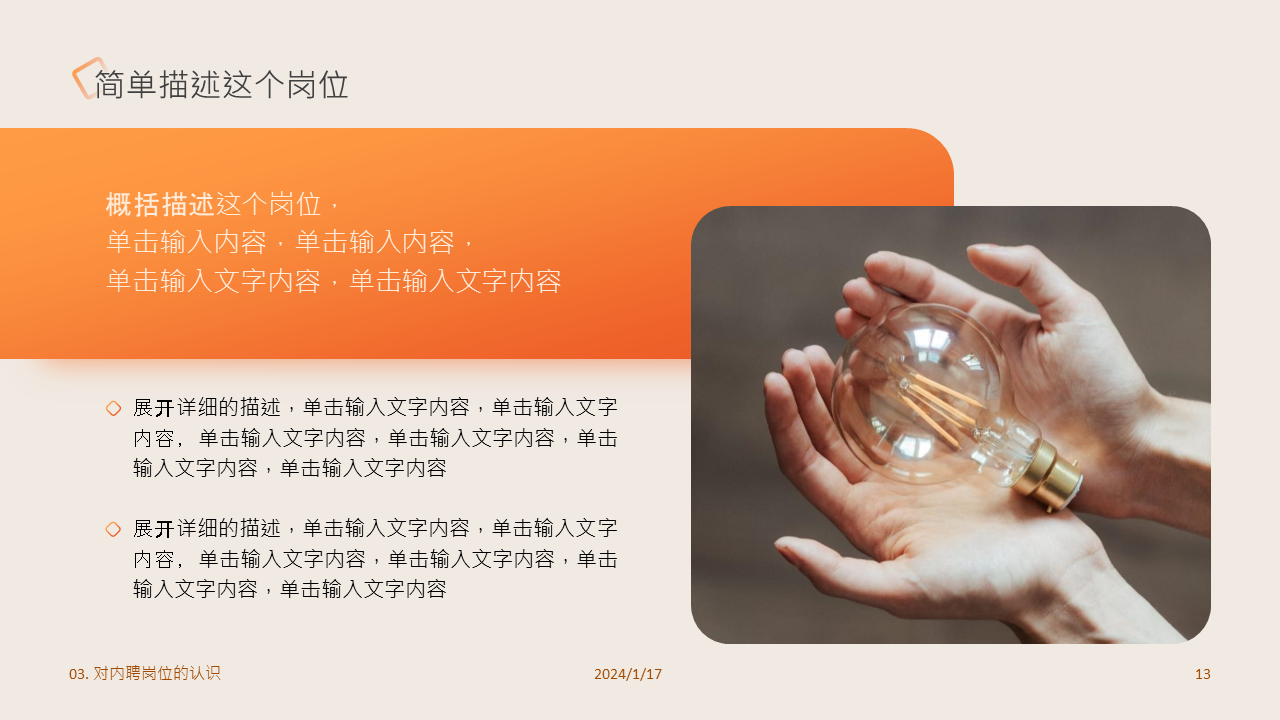 简单描述这个岗位
概括描述这个岗位，
单击输入内容，单击输入内容，
单击输入文字内容，单击输入文字内容
展开详细的描述，单击输入文字内容，单击输入文字
内容， 单击输入文字内容，单击输入文字内容，单击
输入文字内容，单击输入文字内容
展开详细的描述，单击输入文字内容，单击输入文字
内容， 单击输入文字内容，单击输入文字内容，单击
输入文字内容，单击输入文字内容
03. 对内聘岗位的认识
2024/1/17
13